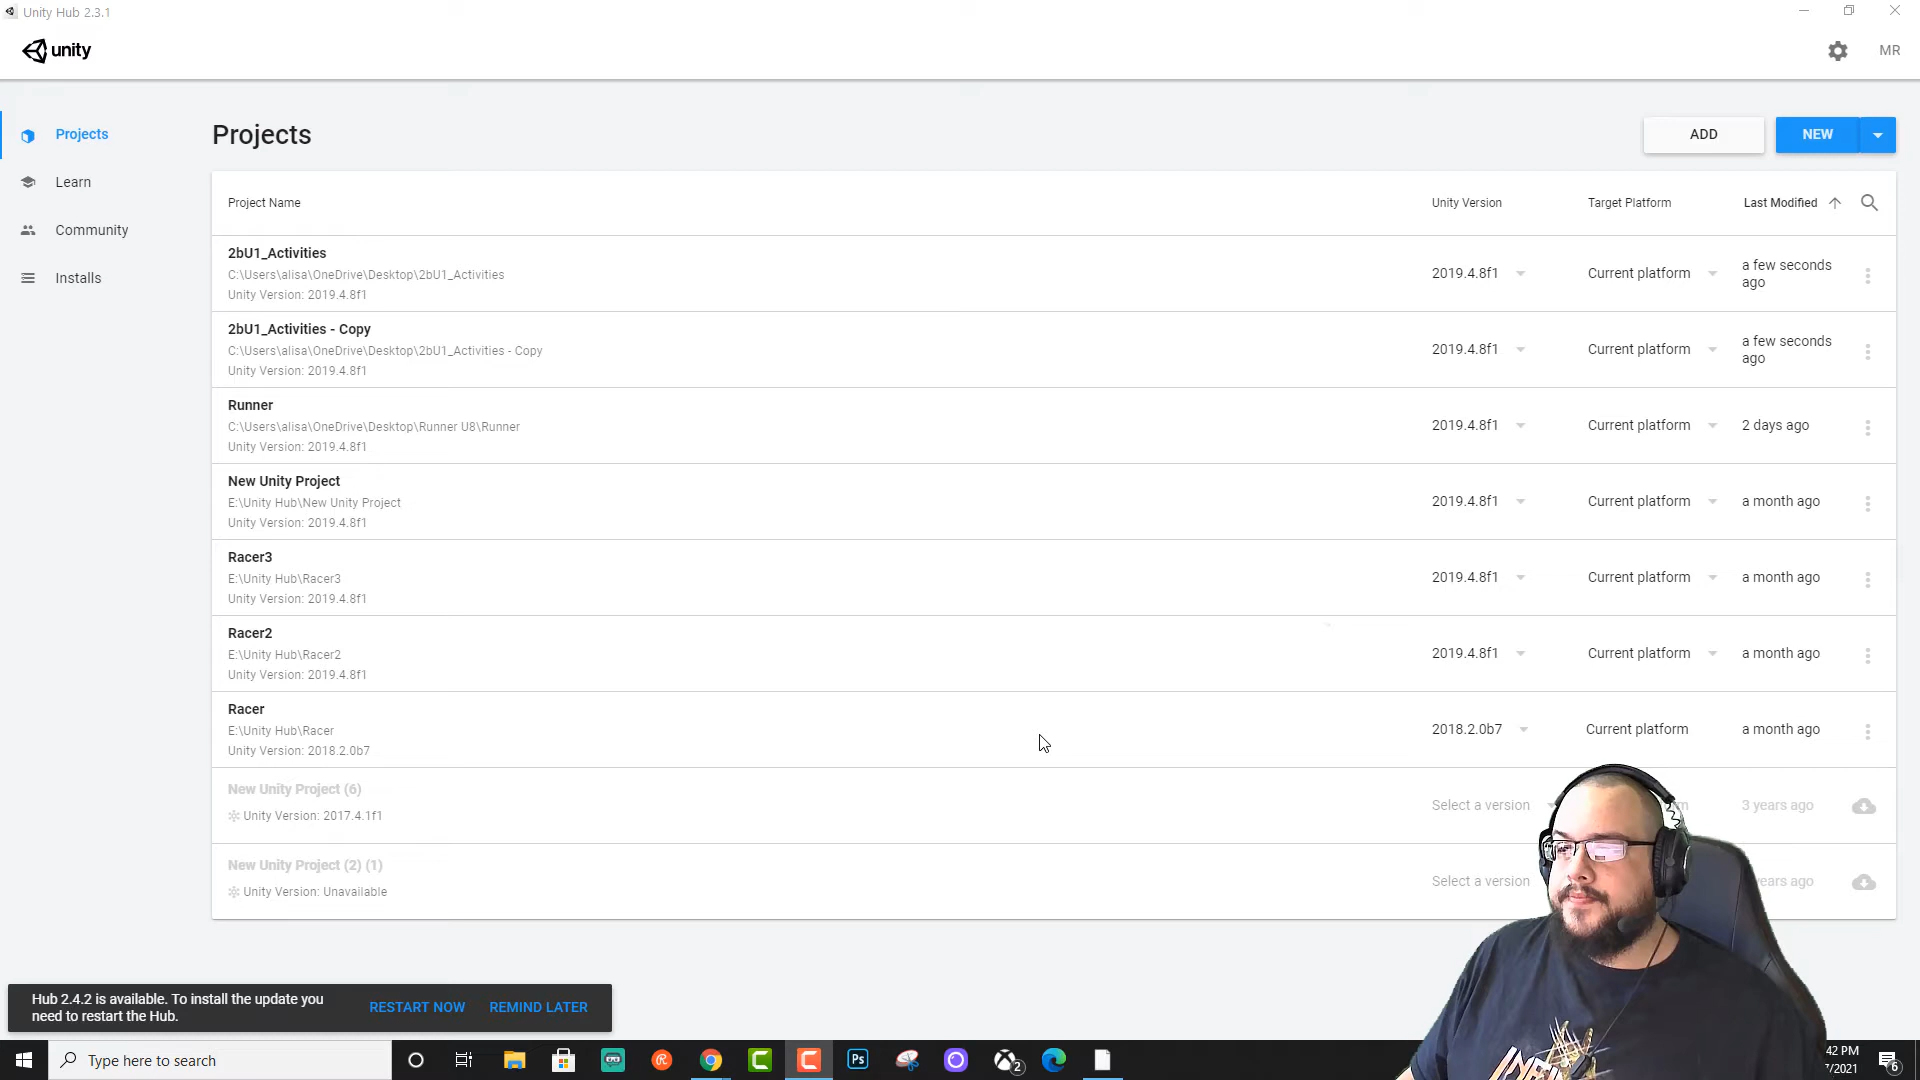 Unity Hub 2.3.1
unity
MR
Projects
Learn
Community
Installs
Projects
ADD
NEW
Project Name
Unity Version
Target Platform
Last Modified
2bU1_Activities
C:\Users\alisa\OneDrive\Desktop\2bU1_Activities
Unity Version: 2019.4.8f1
2019.4.8f1
Current platform
a few seconds
ago
2bU1_Activities - Copy
C:\Users\alisa\OneDrive\Desktop\2bU1_Activities - Copy
Unity Version: 2019.4.8f1
2019.4.8f1
Current platform
a few seconds
ago
Runner
C:\Users\alisa\OneDrive\Desktop\Runner U8\Runner
Unity Version: 2019.4.8f1
2019.4.8f1
Current platform
2 days ago
New Unity Project
E:\Unity Hub\New Unity Project
Unity Version: 2019.4.8f1
2019.4.8f1
Current platform
a month ago
Racer3
E:\Unity Hub\Racer3
Unity Version: 2019.4.8f1
2019.4.8f1
Current platform
a month ago
Racer2
E:\Unity Hub\Racer2
Unity Version: 2019.4.8f1
2019.4.8f1
Current platform
a month ago
Racer
E:\Unity Hub\Racer
Unity Version: 2018.2.0b7
2018.2.0b7
Current platform
a month ago
New Unity Project (6)
Unity Version: 2017.4.1f1
Select a version
3 years ago
New Unity Project (2) (1)
Unity Version: Unavailable
Select a version
years ago
Hub 2.4.2 is available. To install the update you
need to restart the Hub.
RESTART NOW
REMIND LATER
Type here to search
Ps
2
42 PM
7/2021
6